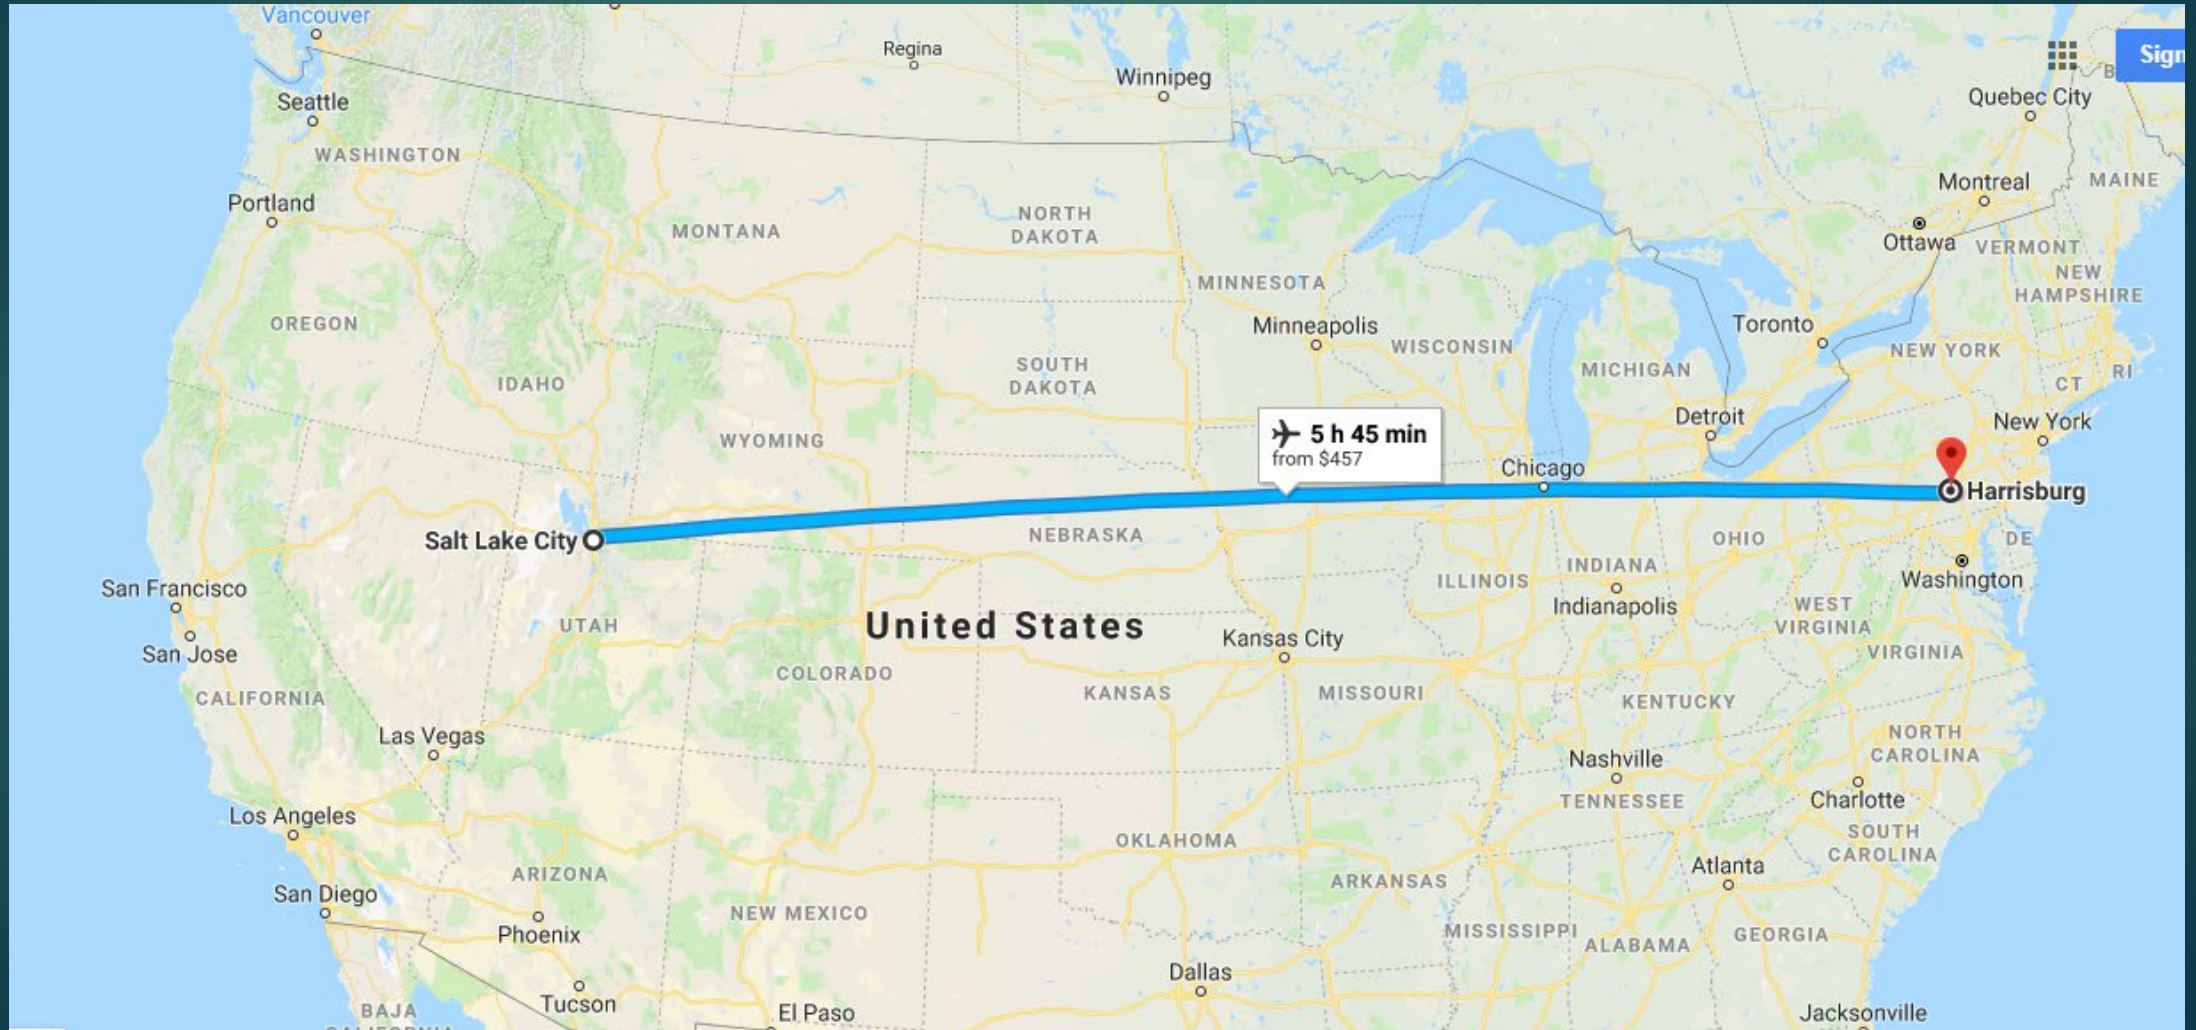 Vancouver
Regina
Winnipeg
Sign
Seattle
Quebec City
WASHINGTON
Montreal
MAINE
Portland
MONTANA
NORTH
DAKOTA
Ottawa
VERMONT
MINNESOTA
NEW
HAMPSHIRE
OREGON
Minneapolis
WISCONSIN
Toronto
NEW YORK
IDAHO
SOUTH
DAKOTA
MICHIGAN
CT
RI
WYOMING
5 h 45 min
from $457
Detroit
New York
Chicago
Harrisburg
Salt Lake City
NEBRASKA
OHIO
DE
San Francisco
ILLINOIS
INDIANA
Indianapolis
Washington
San Jose
UTAH
United States
Kansas City
WEST
VIRGINIA
VIRGINIA
CALIFORNIA
COLORADO
KANSAS
MISSOURI
KENTUCKY
Las Vegas
Nashville
NORTH
CAROLINA
TENNESSEE
Charlotte
Los Angeles
OKLAHOMA
SOUTH
CAROLINA
ARIZONA
ARKANSAS
Atlanta
San Diego
NEW MEXICO
Phoenix
MISSISSIPPI
ALABAMA
GEORGIA
Tucson
Dallas
BAJA
CALIFORNIA
El Paso
Jacksonville